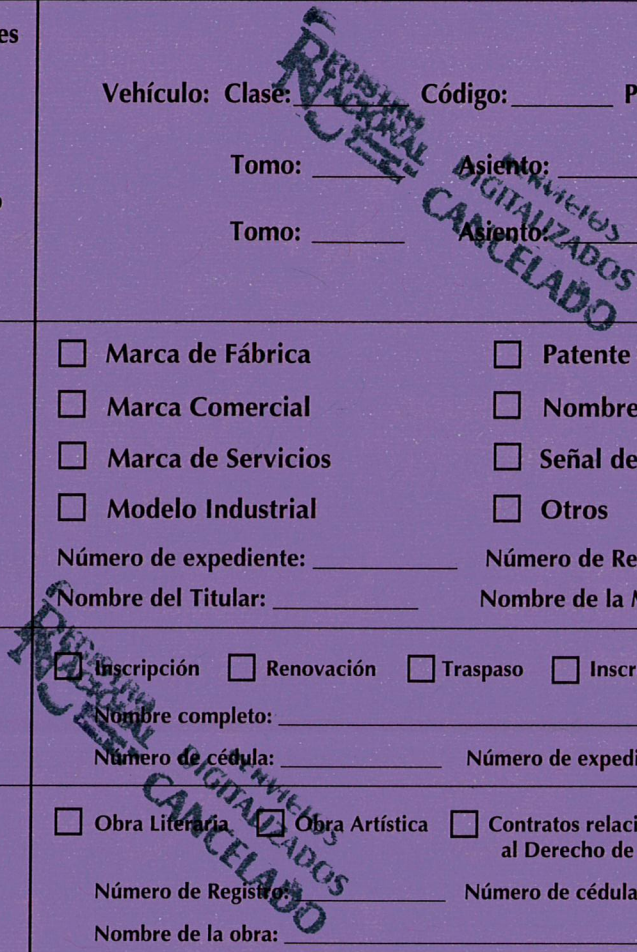 es
Vehículo: Clase: Código: P
Tomo: Asiento:
Tomo: Asiento:
REGISTRO
NACIONAL
SERVICIOS
DIGITALIZADOS
CANCELADO
Marca de Fábrica Patente
Marca Comercial Nombre
Marca de Servicios Señal de
Modelo Industrial Otros
Número de expediente: Número de Re
Nombre del Titular: Nombre de la M
Inscripción Renovación Traspaso Inscr
Nombre completo:
Número de cédula: Número de expedi
REGISTRO
NACIONAL
SERVICIOS
DIGITALIZADOS
CANCELADO
Obra Literaria Obra Artística Contratos relaci
al Derecho de
Número de Registro: Número de cédula
Nombre de la obra: